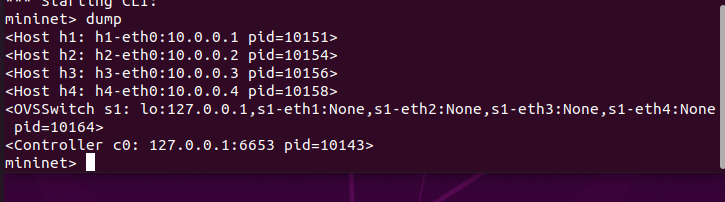 *** Starting CLI:
mininet> dump
<Host h1: h1-eth0:10.0.0.1 pid=10151>
<Host h2: h2-eth0:10.0.0.2 pid=10154>
<Host h3: h3-eth0:10.0.0.3 pid=10156>
<Host h4: h4-eth0:10.0.0.4 pid=10158>
<OVSSwitch s1: lo:127.0.0.1,s1-eth1:None,s1-eth2:None,s1-eth3:None,s1-eth4:None
 pid=10164>
<Controller c0: 127.0.0.1:6653 pid=10143>
mininet>